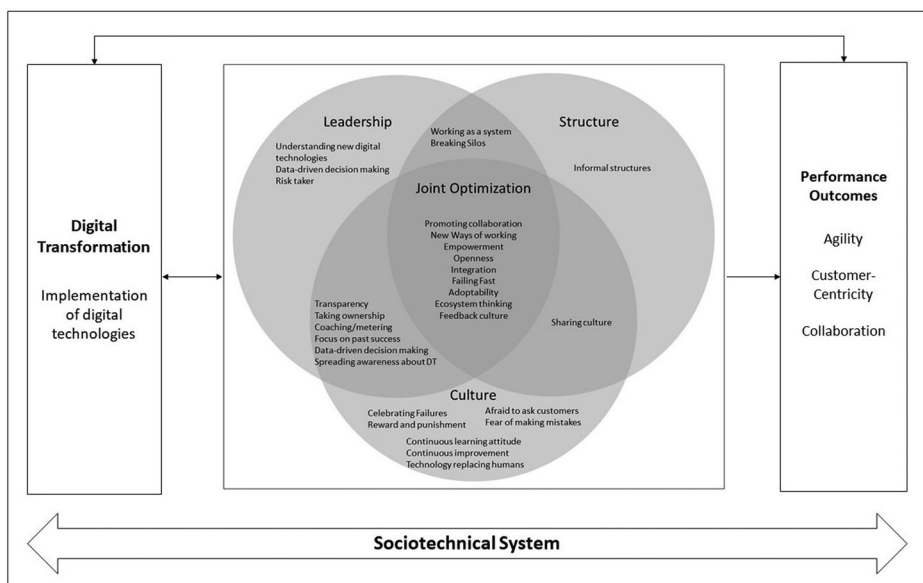 Digital
Transformation
Implementation
of digital
technologies
Leadership
Understanding new digital
technologies
Data-driven decision making
Risk taker
Working as a system
Breaking Silos
Structure
Informal structures
Joint Optimization
Promoting collaboration
New Ways of working
Empowerment
Openness
Integration
Failing Fast
Adoptability
Ecosystem thinking
Feedback culture
Transparency
Taking ownership
Coaching/metering
Focus on past success
Data-driven decision making
Spreading awareness about DT
Sharing culture
Culture
Celebrating Failures
Reward and punishment
Afraid to ask customers
Fear of making mistakes
Continuous learning attitude
Continuous improvement
Technology replacing humans
Performance
Outcomes
Agility
Customer-
Centricity
Collaboration
Sociotechnical System